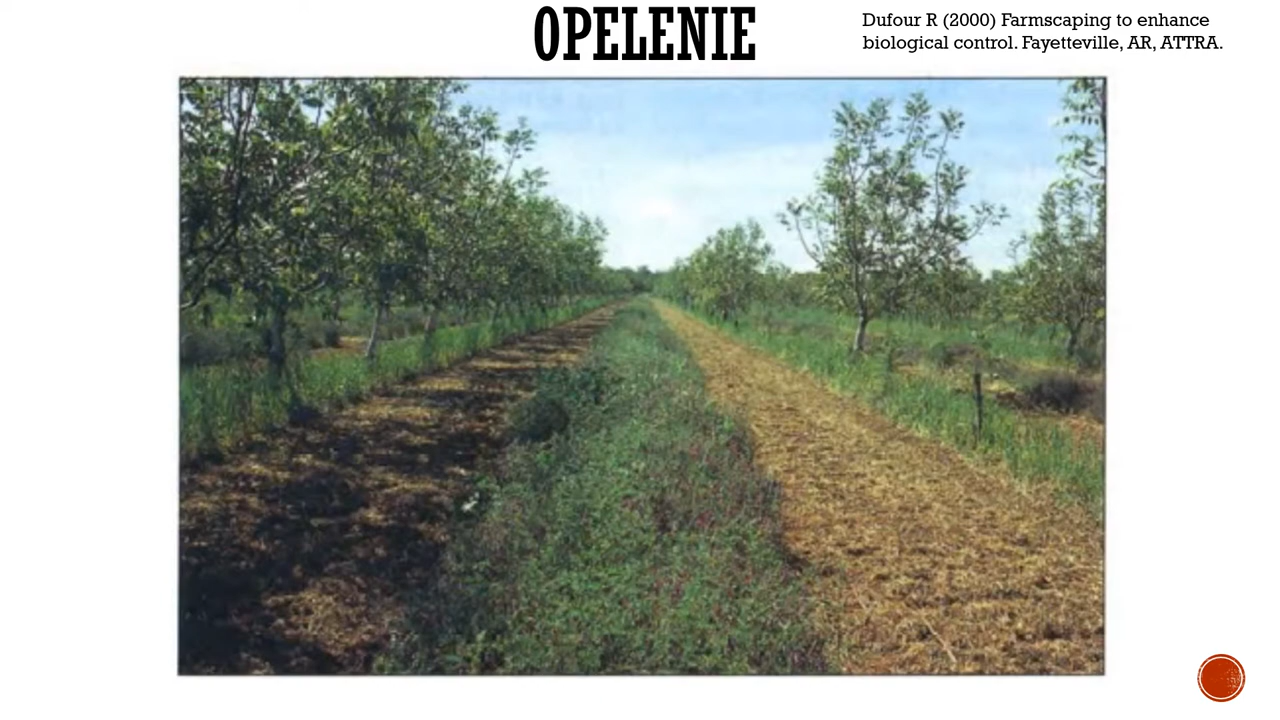 OPELENIE
Dufour R (2000) Farmscaping to enhance
biological control. Fayetteville, AR, ATTRA.